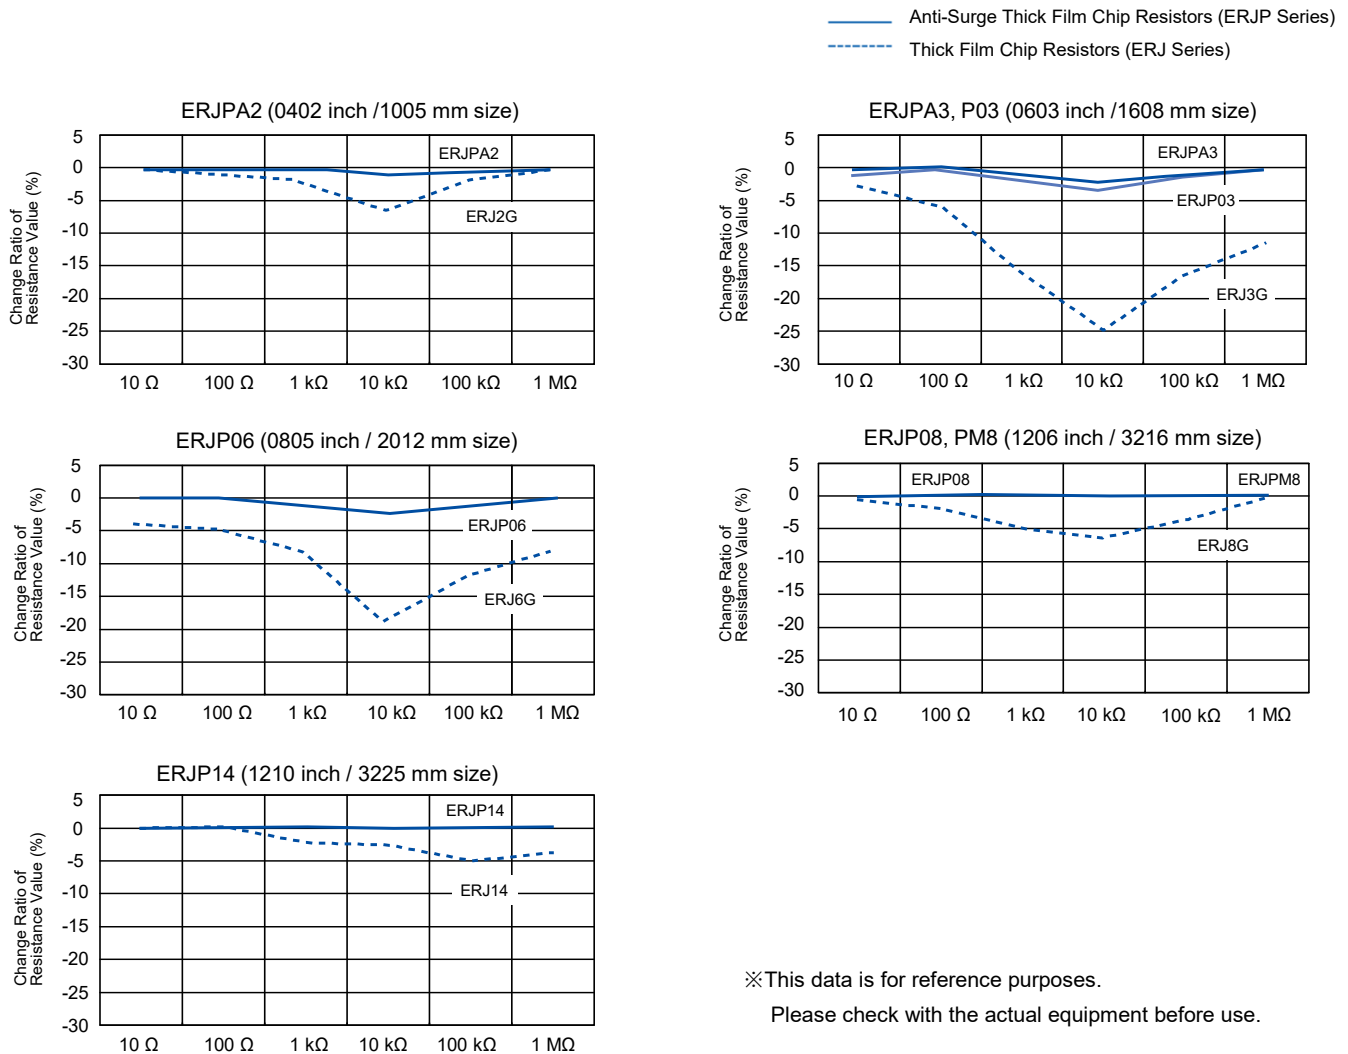 Anti-Surge Thick Film Chip Resistors (ERJP Series)
Thick Film Chip Resistors (ERJ Series)
ERJPA2 (0402 inch /1005 mm size)
Change Ratio of
Resistance Value (%)
5
0
-5
-10
-15
-20
-25
-30
ERJPA2
ERJ2G
10 Ω 100 Ω 1 kΩ 10 kΩ 100 kΩ 1 MΩ
ERJPA3, P03 (0603 inch /1608 mm size)
Change Ratio of
Resistance Value (%)
5
0
-5
-10
-15
-20
-25
-30
ERJPA3
ERJP03
ERJ3G
10 Ω 100 Ω 1 kΩ 10 kΩ 100 kΩ 1 MΩ
ERJP06 (0805 inch / 2012 mm size)
Change Ratio of
Resistance Value (%)
5
0
-5
-10
-15
-20
-25
-30
ERJP06
ERJ6G
10 Ω 100 Ω 1 kΩ 10 kΩ 100 kΩ 1 MΩ
ERJP08, PM8 (1206 inch / 3216 mm size)
Change Ratio of
Resistance Value (%)
5
0
-5
-10
-15
-20
-25
-30
ERJP08 ERJPM8
ERJ8G
10 Ω 100 Ω 1 kΩ 10 kΩ 100 kΩ 1 MΩ
ERJP14 (1210 inch / 3225 mm size)
Change Ratio of
Resistance Value (%)
5
0
-5
-10
-15
-20
-25
-30
ERJP14
ERJ14
10 Ω 100 Ω 1 kΩ 10 kΩ 100 kΩ 1 MΩ
※This data is for reference purposes.
Please check with the actual equipment before use.